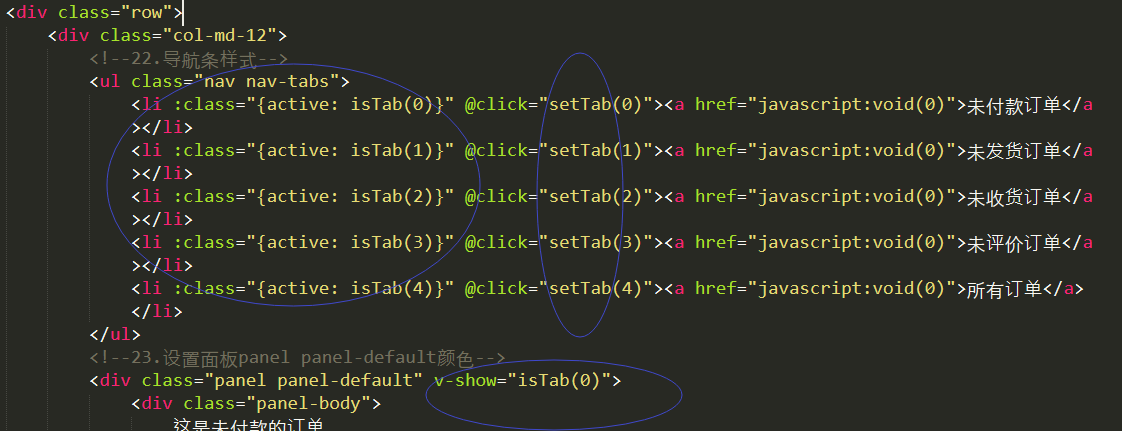 <div class="row">
<div class="col-md-12">
<!--22.导航条样式-->
<ul class="nav nav-tabs">
<li :class="{active: isTab(0)}" @click="setTab(0)"><a href="javascript:void(0)">未付款订单</a
></li>
<li :class="{active: isTab(1)}" @click="setTab(1)"><a href="javascript:void(0)">未发货订单</a
></li>
<li :class="{active: isTab(2)}" @click="setTab(2)"><a href="javascript:void(0)">未收货订单</a
></li>
<li :class="{active: isTab(3)}" @click="setTab(3)"><a href="javascript:void(0)">未评价订单</a
></li>
<li :class="{active: isTab(4)}" @click="setTab(4)"><a href="javascript:void(0)">所有订单</a>
</li>
</ul>
<!--23.设置面板panel panel-default颜色-->
<div class="panel panel-default" v-show="isTab(0)">
<div class="panel-body">
这是未付款的订单